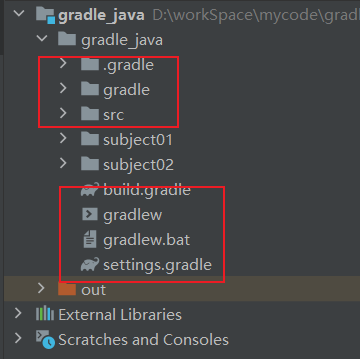 gradle_java D:\workSpace\mycode\grad
gradle_java
.gradle
gradle
src
subject01
subject02
build.gradle
gradlew
gradlew.bat
settings.gradle
out
External Libraries
Scratches and Consoles